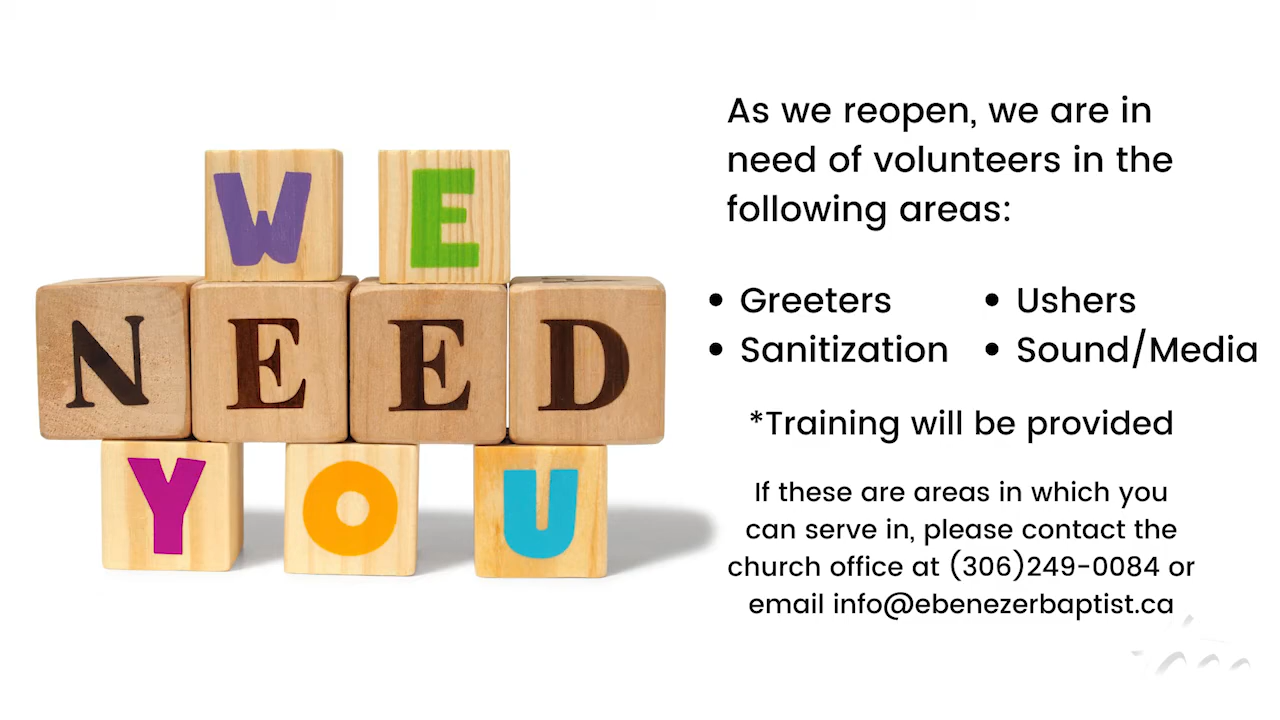 WE
NEED
YOU
As we reopen, we are in
need of volunteers in the
following areas:
• Greeters
• Sanitization
• Ushers
• Sound/Media
*Training will be provided
If these are areas in which you
can serve in, please contact the
church office at (306)249-0084 or
email info@ebenezerbaptist.ca